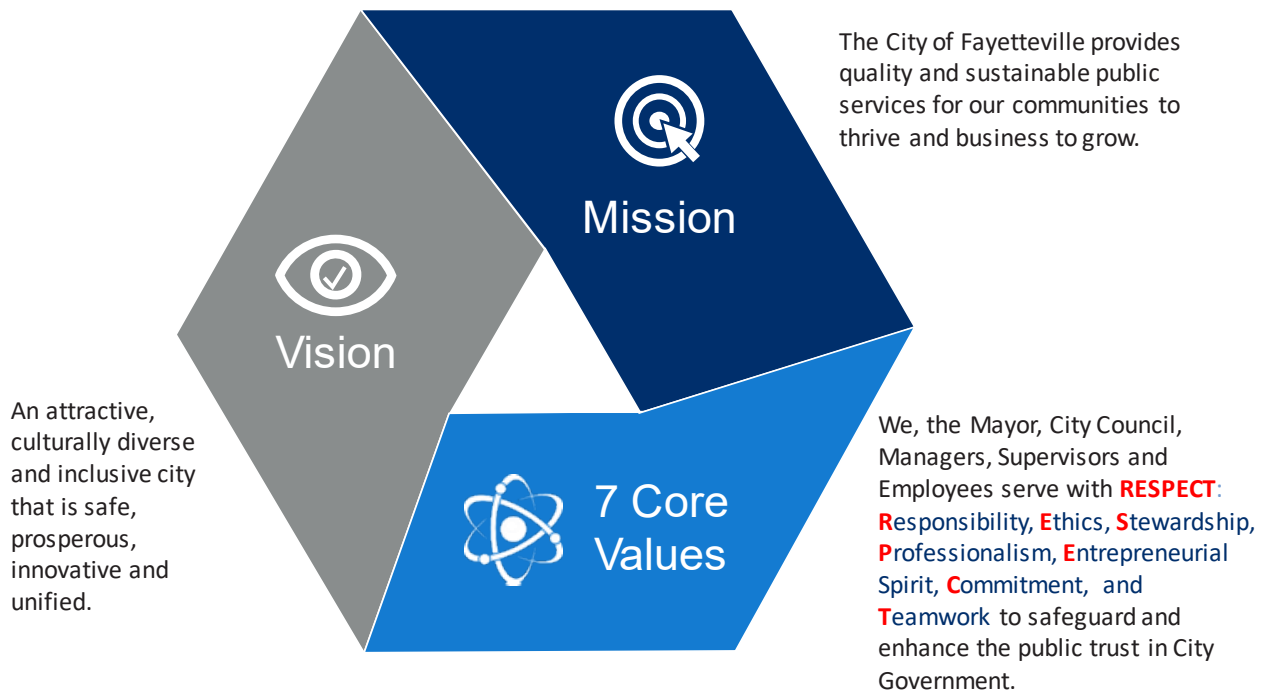 The City of Fayetteville provides
quality and sustainable public
services for our communities to
thrive and business to grow.
Mission
Vision
An attractive,
culturally diverse
and inclusive city
that is safe,
prosperous,
innovative and
unified.
7 Core
Values
We, the Mayor, City Council,
Managers, Supervisors and
Employees serve with RESPECT:
Responsibility, Ethics, Stewardship,
Professionalism, Entrepreneurial
Spirit, Commitment, and
Teamwork to safeguard and
enhance the public trust in City
Government.